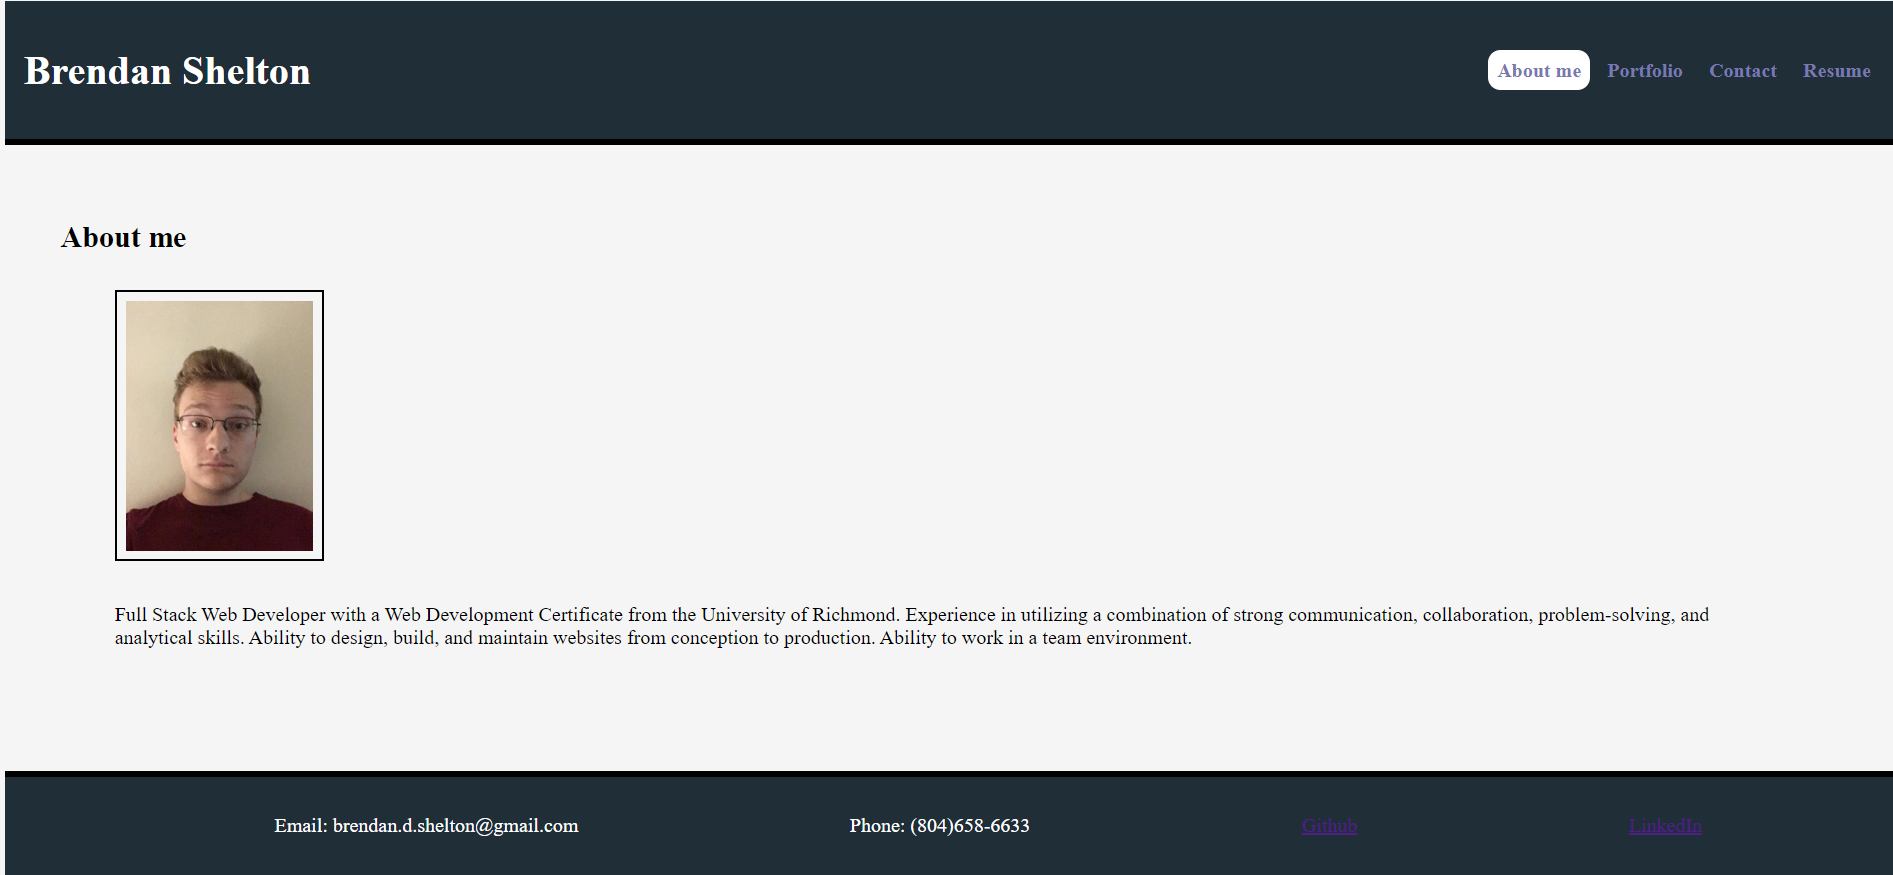 Brendan Shelton
About me Portfolio Contact Resume
About me
Full Stack Web Developer with a Web Development Certificate from the University of Richmond. Experience in utilizing a combination of strong communication, collaboration, problem-solving, and
analytical skills. Ability to design, build, and maintain websites from conception to production. Ability to work in a team environment.
Email: brendan.d.shelton@gmail.com Phone: (804)658-6633 Github LinkedIn